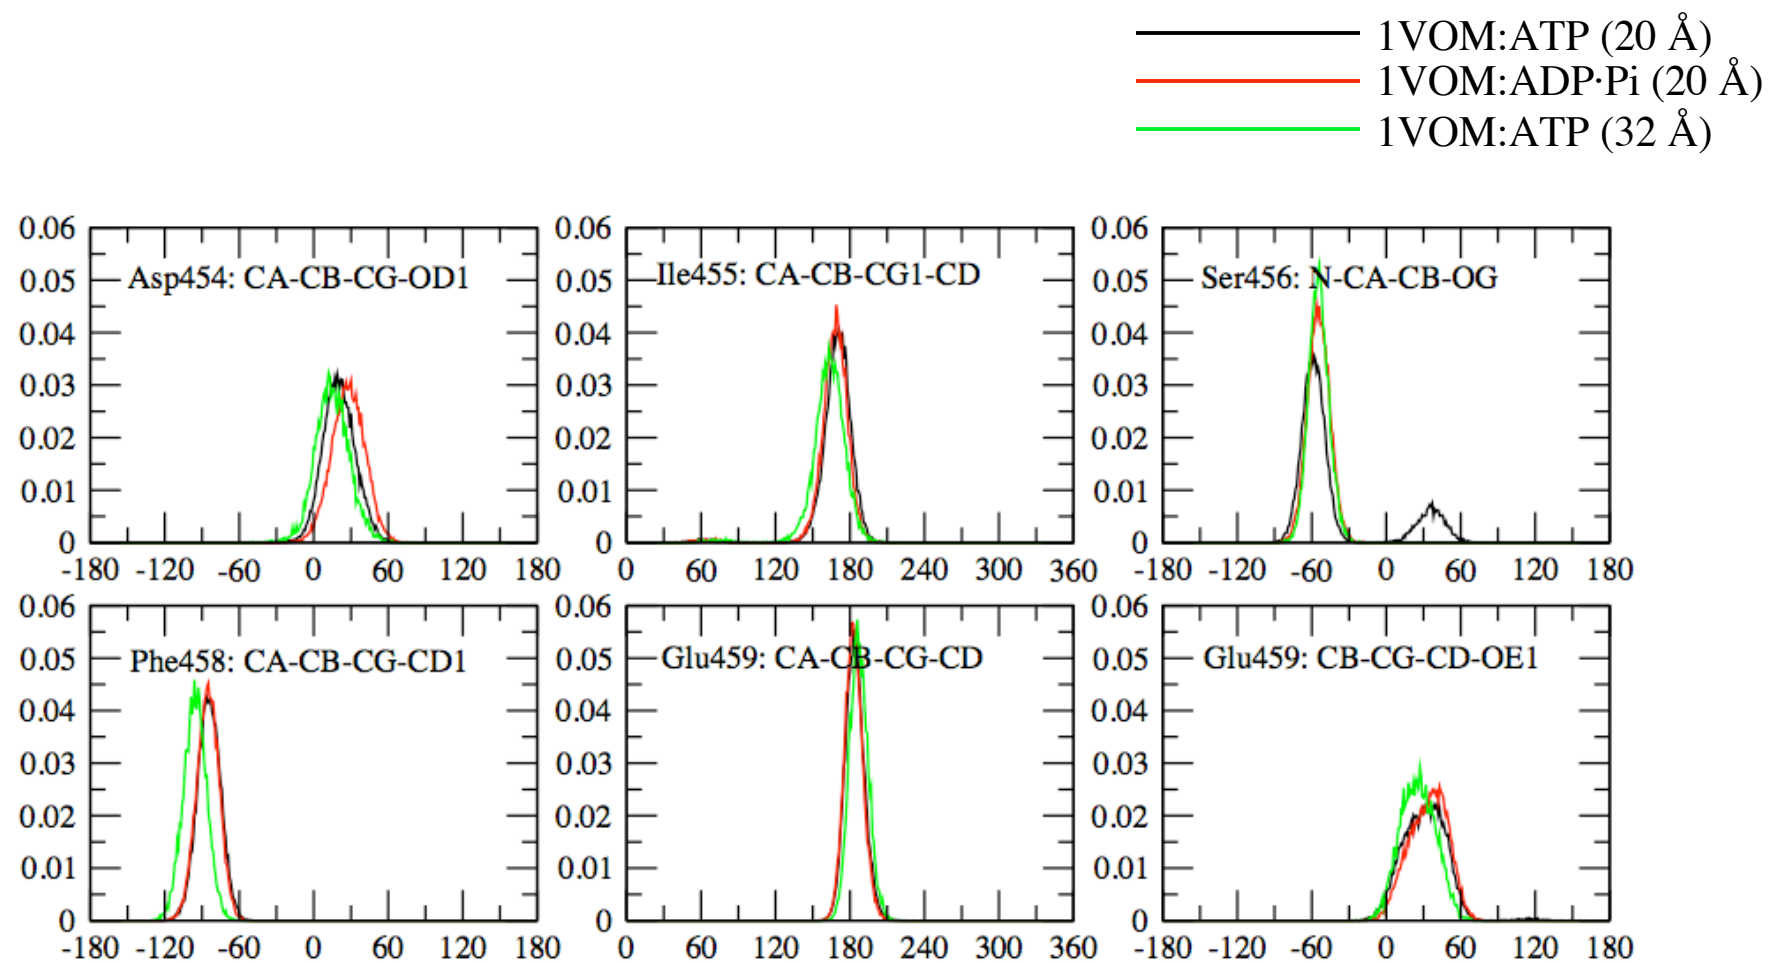 1VOM:ATP (20 Å)
1VOM:ADP·Pi (20 Å)
1VOM:ATP (32 Å)
0.06
0.05
0.04
0.03
0.02
0.01
0
Asp454: CA-CB-CG-OD1
-180 -120 -60 0 60 120 180
0.06
0.05
0.04
0.03
0.02
0.01
0
Ile455: CA-CB-CG1-CD
0 60 120 180 240 300 360
0.06
0.05
0.04
0.03
0.02
0.01
0
Ser456: N-CA-CB-OG
-180 -120 -60 0 60 120 180
0.06
0.05
0.04
0.03
0.02
0.01
0
Phe458: CA-CB-CG-CD1
-180 -120 -60 0 60 120 180
0.06
0.05
0.04
0.03
0.02
0.01
0
Glu459: CA-CB-CG-CD
0 60 120 180 240 300 360
0.06
0.05
0.04
0.03
0.02
0.01
0
Glu459: CB-CG-CD-OE1
-180 -120 -60 0 60 120 180